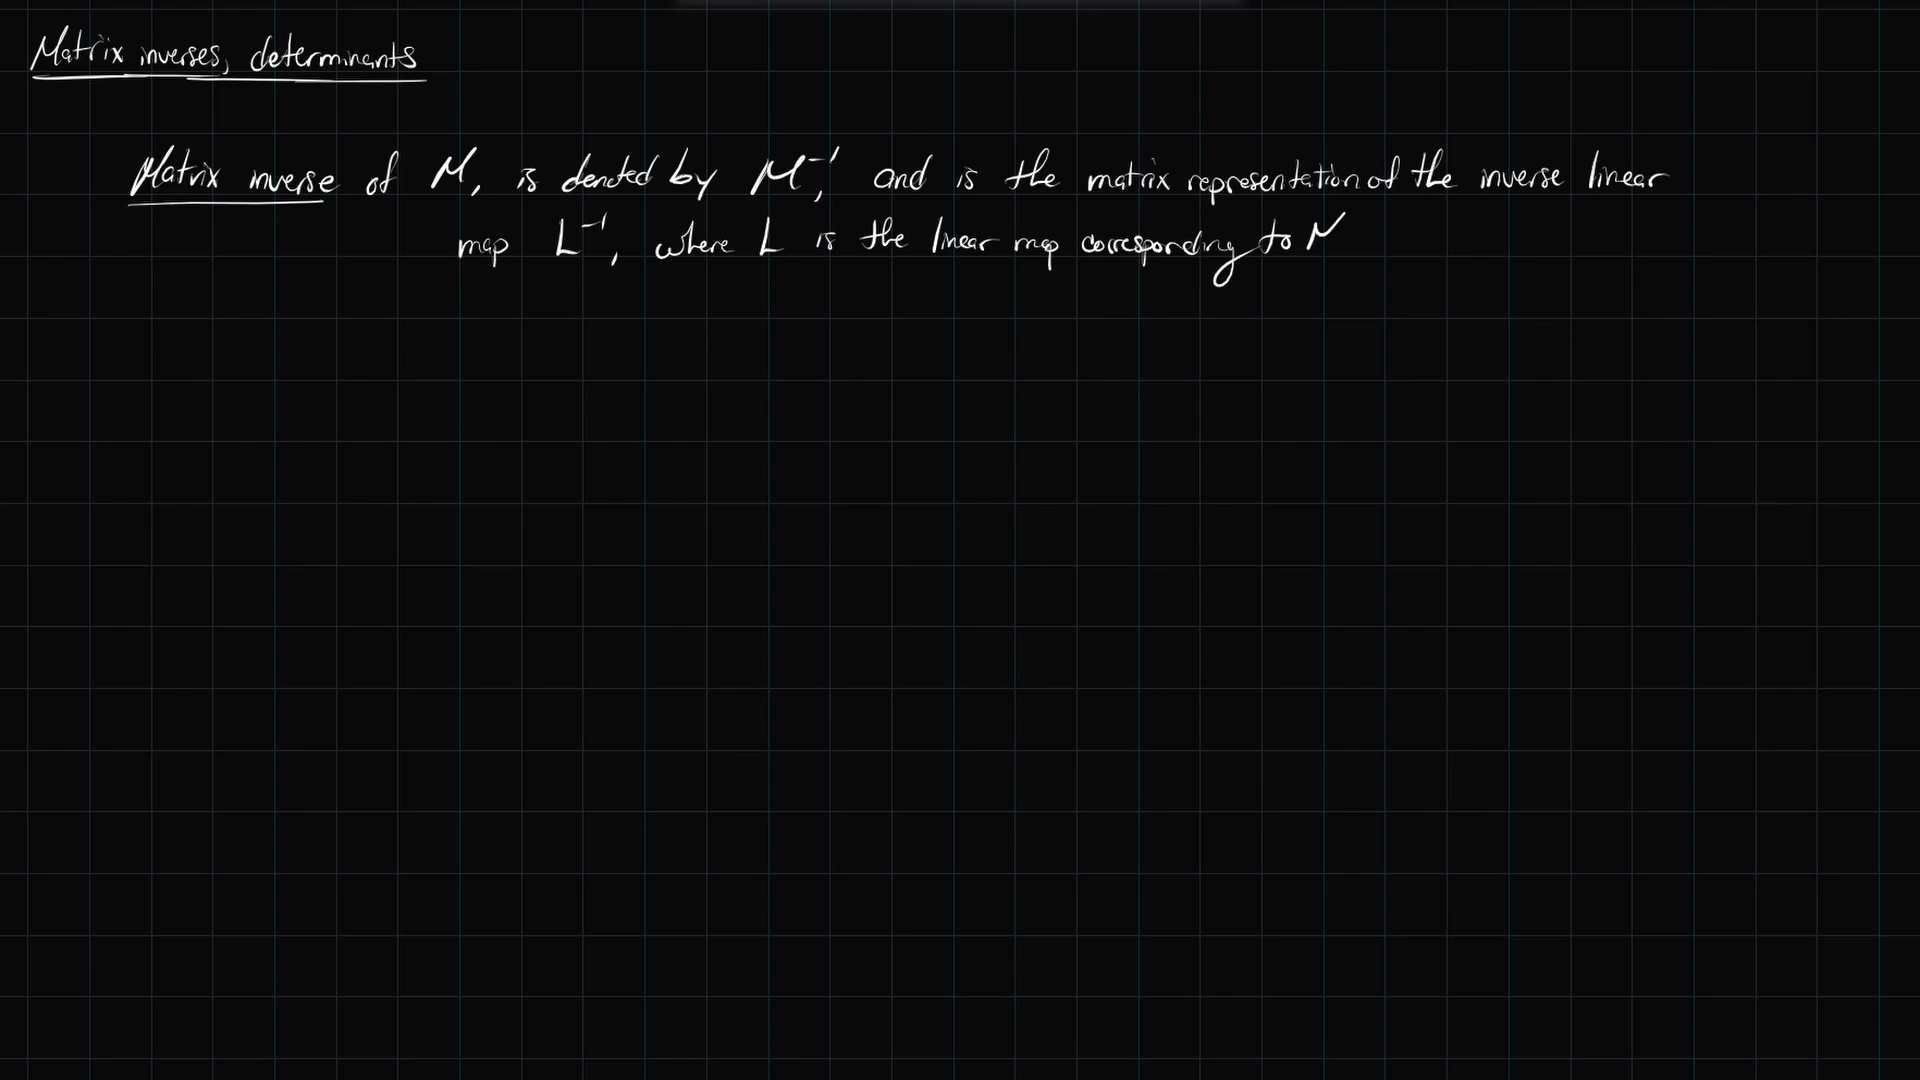 Matrix inverses, determinants
Matrix inverse of M, is denoted by M⁻¹, and is the matrix representation of the inverse linear
map L⁻¹, where L is the linear map corresponding to M